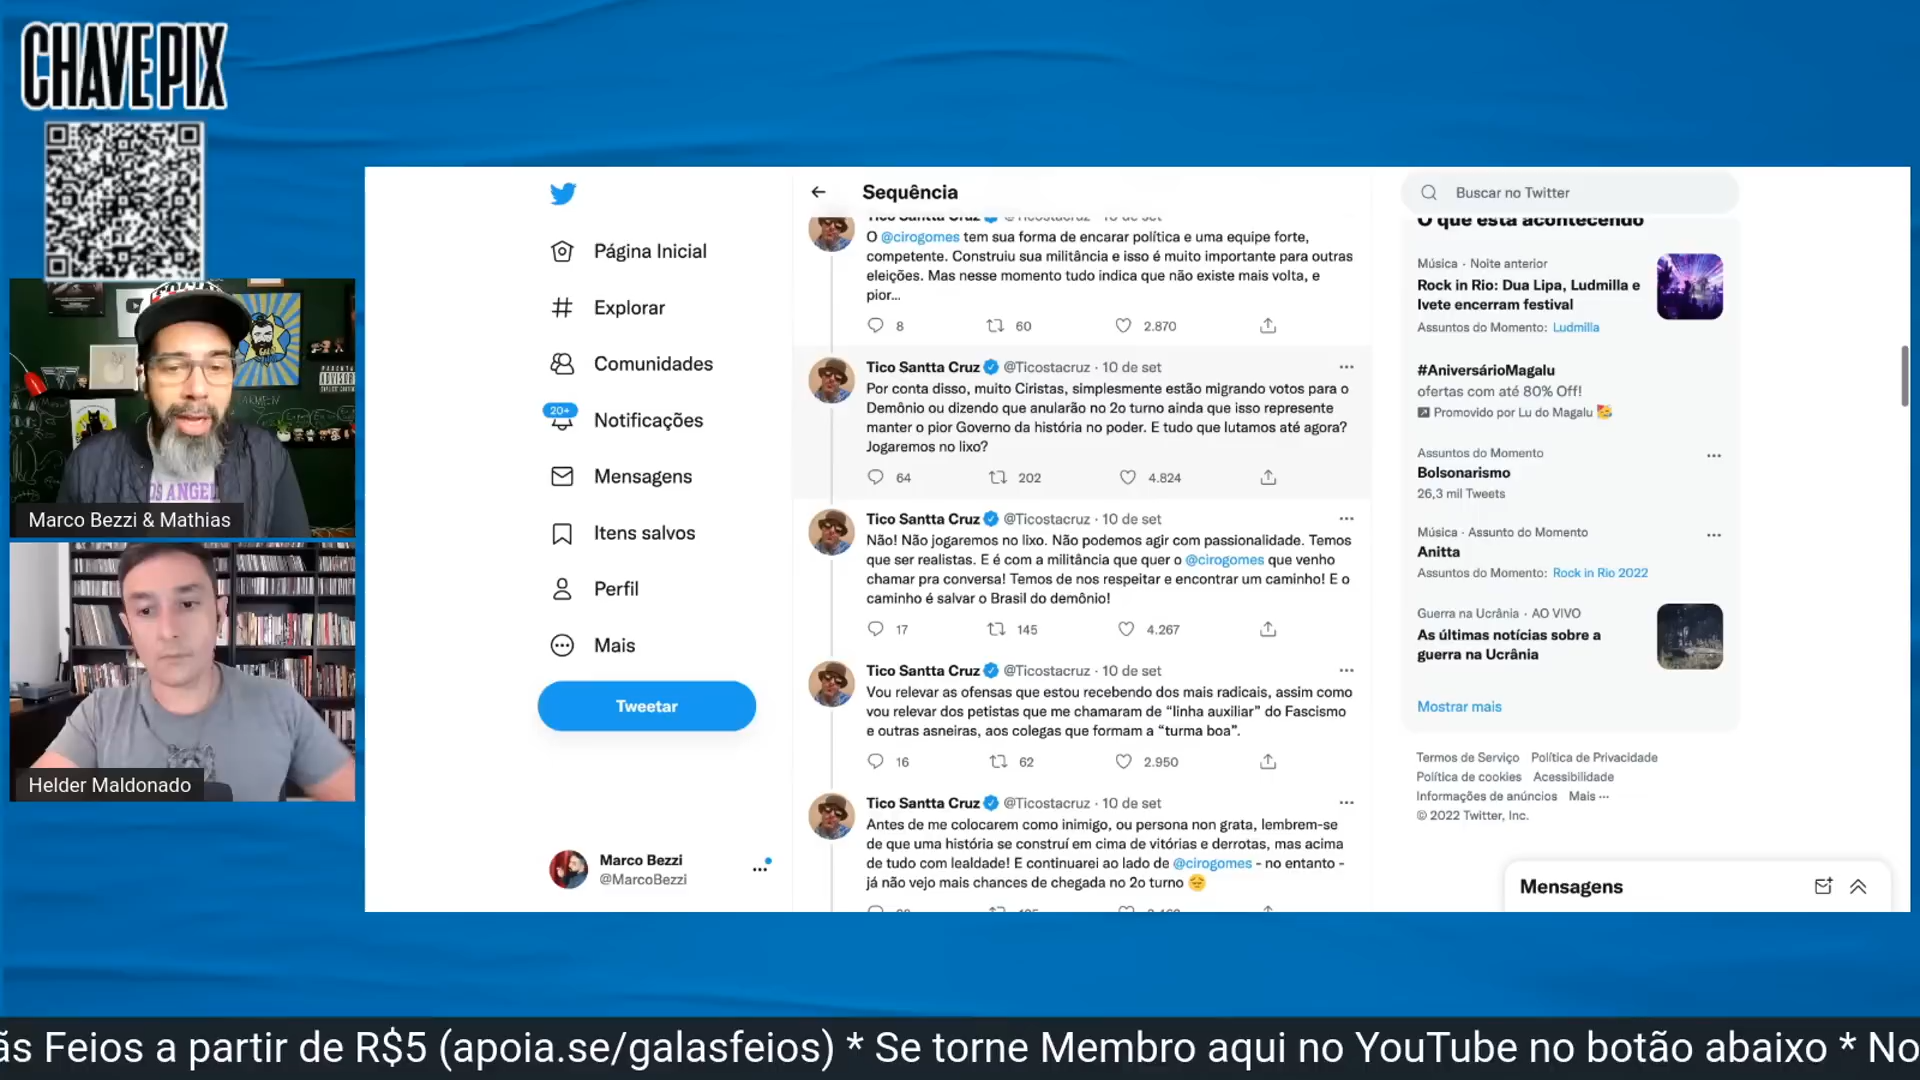 CHAVE PIX
Marco Bezzi & Mathias
Helder Maldonado
Página Inicial
Explorar
Comunidades
20+
Notificações
Mensagens
Itens salvos
Perfil
Mais
Tweetar
Marco Bezzi
@MarcoBezzi
Sequência
Tico Santta Cruz @Ticostacruz · 10 de set
O @cirogomes tem sua forma de encarar política e uma equipe forte,
competente. Construiu sua militância e isso é muito importante para outras
eleições. Mas nesse momento tudo indica que não existe mais volta, e
pior...
8 60 2.870
Tico Santta Cruz @Ticostacruz · 10 de set
Por conta disso, muito Ciristas, simplesmente estão migrando votos para o
Demônio ou dizendo que anularão no 2o turno ainda que isso represente
manter o pior Governo da história no poder. E tudo que lutamos até agora?
Jogaremos no lixo?
64 202 4.824
Tico Santta Cruz @Ticostacruz · 10 de set
Não! Não jogaremos no lixo. Não podemos agir com passionalidade. Temos
que ser realistas. E é com a militância que quer o @cirogomes que venho
chamar pra conversa! Temos de nos respeitar e encontrar um caminho! E o
caminho é salvar o Brasil do demônio!
17 145 4.267
Tico Santta Cruz @Ticostacruz · 10 de set
Vou relevar as ofensas que estou recebendo dos mais radicais, assim como
vou relevar dos petistas que me chamaram de “linha auxiliar” do Fascismo
e outras asneiras, aos colegas que formam a “turma boa”.
16 62 2.950
Tico Santta Cruz @Ticostacruz · 10 de set
Antes de me colocarem como inimigo, ou persona non grata, lembrem-se
de que uma história se construí em cima de vitórias e derrotas, mas acima
de tudo com lealdade! E continuarei ao lado de @cirogomes - no entanto -
já não vejo mais chances de chegada no 2o turno 😔
Buscar no Twitter
O que está acontecendo
Música · Noite anterior
Rock in Rio: Dua Lipa, Ludmilla e
Ivete encerram festival
Assuntos do Momento: Ludmilla
#AniversárioMagalu
ofertas com até 80% Off!
Promovido por Lu do Magalu
Assuntos do Momento
Bolsonarismo
26,3 mil Tweets
Música · Assunto do Momento
Anitta
Assuntos do Momento: Rock in Rio 2022
Guerra na Ucrânia · AO VIVO
As últimas notícias sobre a
guerra na Ucrânia
Mostrar mais
Termos de Serviço Política de Privacidade
Política de cookies Acessibilidade
Informações de anúncios Mais ···
© 2022 Twitter, Inc.
Mensagens
ãs Feios a partir de R$5 (apoia.se/galasfeios) * Se torne Membro aqui no YouTube no botão abaixo * No